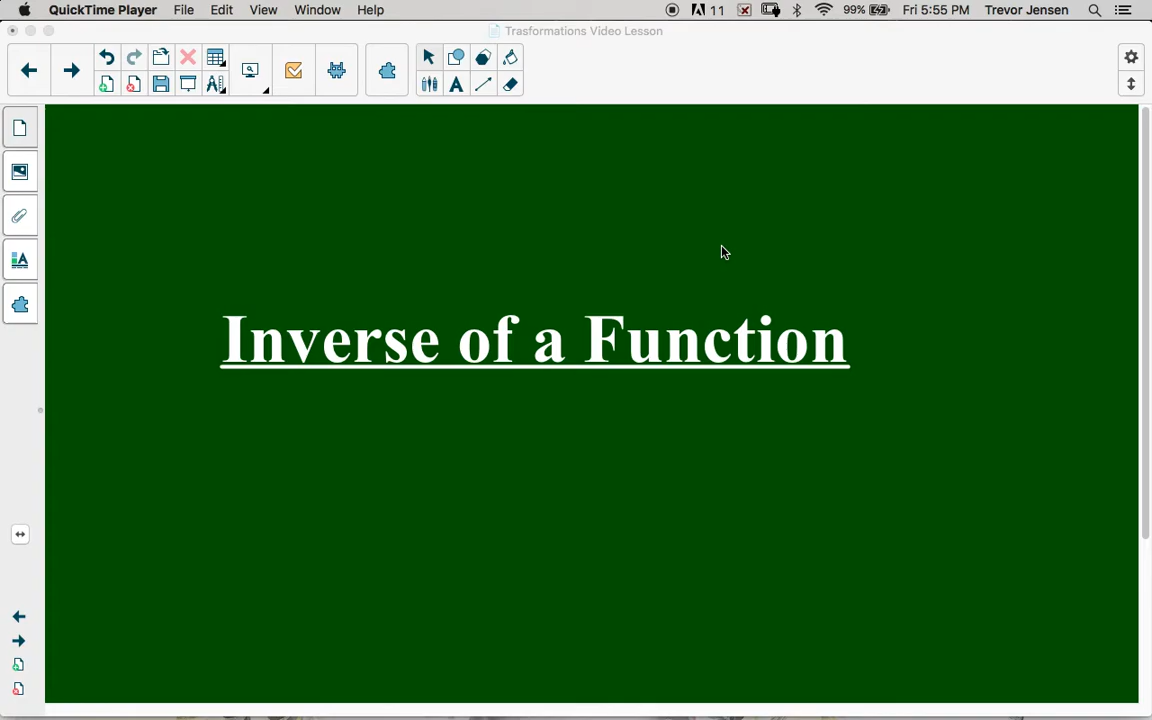 QuickTime Player File Edit View Window Help 11 99% Fri 5:55 PM Trevor Jensen
Trasformations Video Lesson
Inverse of a Function